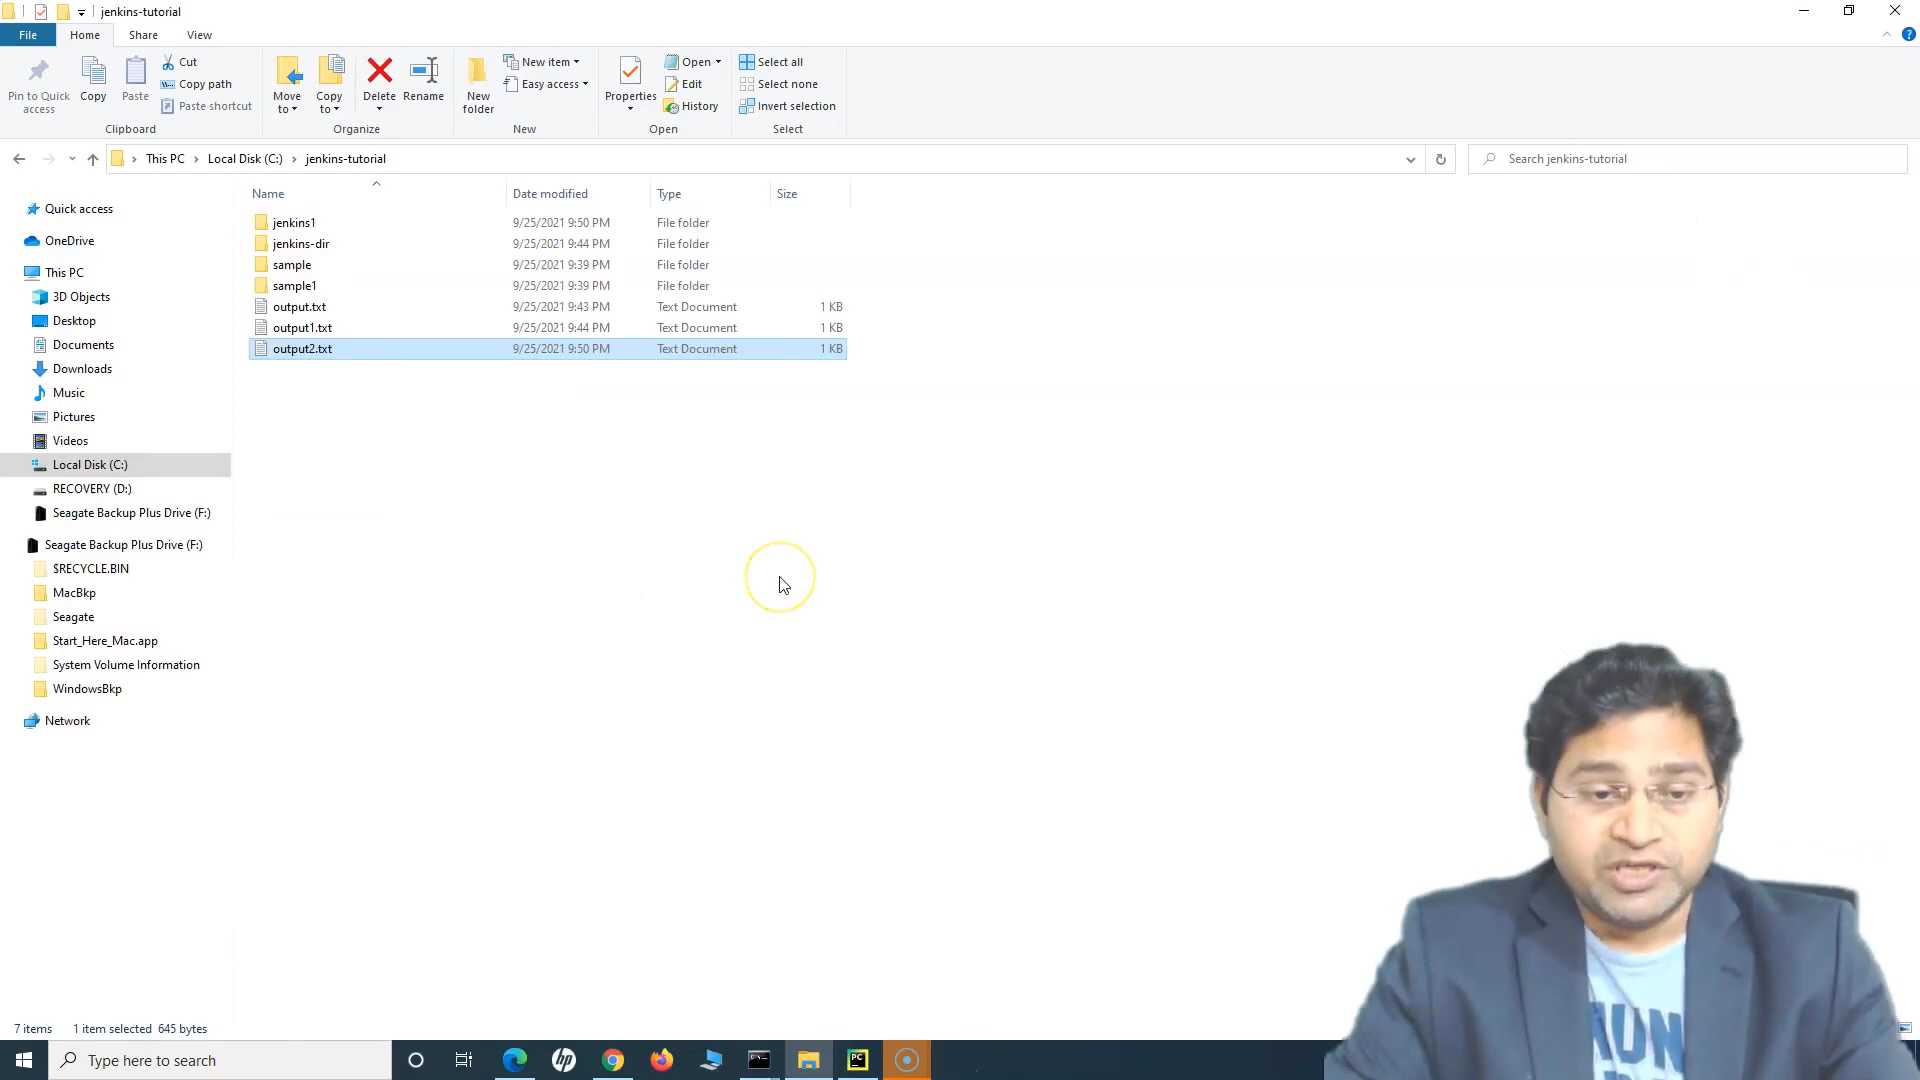 jenkins-tutorial
File Home Share View
Pin to Quick access
Copy
Paste
Cut
Copy path
Paste shortcut
Clipboard
Move to
Copy to
Delete
Rename
Organize
New folder
New item
Easy access
New
Properties
Open
Edit
History
Open
Select all
Select none
Invert selection
Select
This PC Local Disk (C:) jenkins-tutorial
Search jenkins-tutorial
Name Date modified Type Size
jenkins1 9/25/2021 9:50 PM File folder
jenkins-dir 9/25/2021 9:44 PM File folder
sample 9/25/2021 9:39 PM File folder
sample1 9/25/2021 9:39 PM File folder
output.txt 9/25/2021 9:43 PM Text Document 1 KB
output1.txt 9/25/2021 9:44 PM Text Document 1 KB
output2.txt 9/25/2021 9:50 PM Text Document 1 KB
Quick access
OneDrive
This PC
3D Objects
Desktop
Documents
Downloads
Music
Pictures
Videos
Local Disk (C:)
RECOVERY (D:)
Seagate Backup Plus Drive (F:)
Seagate Backup Plus Drive (F:)
$RECYCLE.BIN
MacBkp
Seagate
Start_Here_Mac.app
System Volume Information
WindowsBkp
Network
7 items 1 item selected 645 bytes
Type here to search
hp
PC